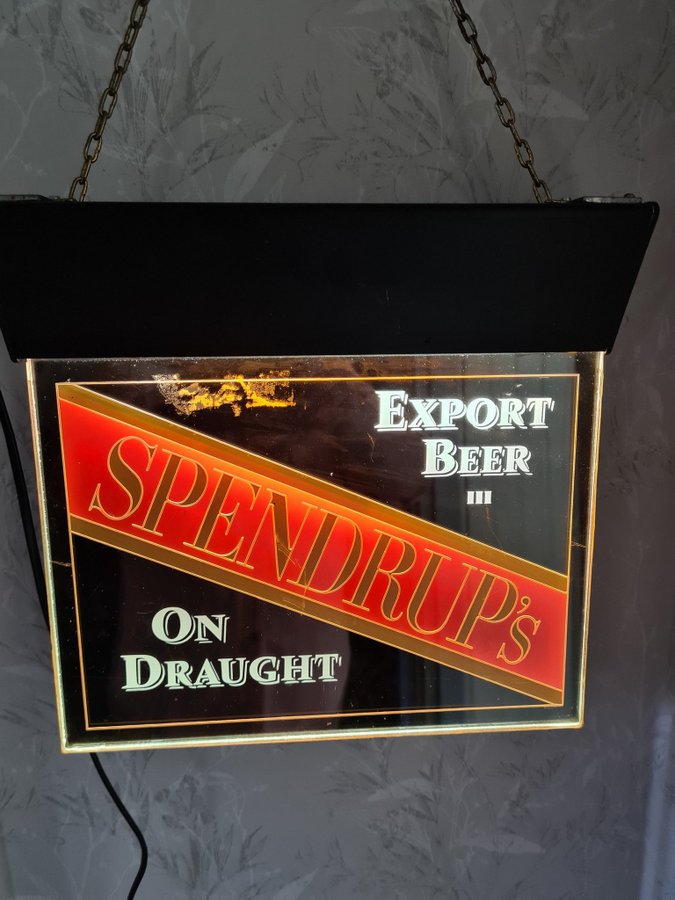 EXPORT
BEER
III
SPENDRUP'S
ON
DRAUGHT